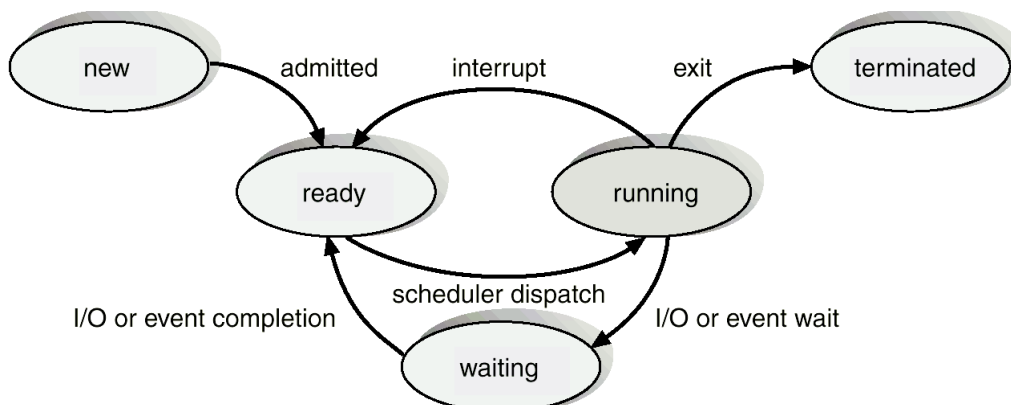 new
admitted
interrupt
exit
terminated
ready
running
scheduler dispatch
I/O or event completion
I/O or event wait
waiting